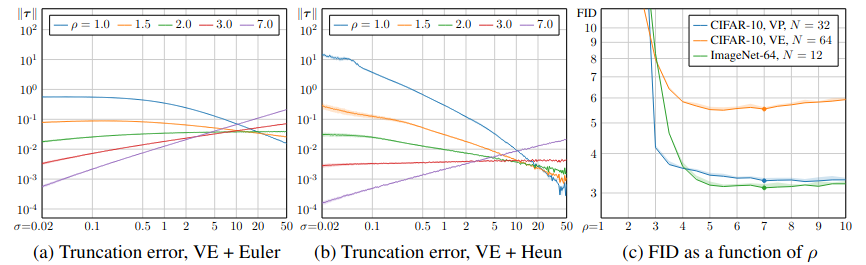 ‖τ‖
ρ = 1.0 1.5 2.0 3.0 7.0
10²
10¹
10⁰
10⁻¹
10⁻²
10⁻³
10⁻⁴
σ=0.02 0.1 0.5 1 2 5 10 20 50
(a) Truncation error, VE + Euler
‖τ‖
ρ = 1.0 1.5 2.0 3.0 7.0
10²
10¹
10⁰
10⁻¹
10⁻²
10⁻³
10⁻⁴
σ=0.02 0.1 0.5 1 2 5 10 20 50
(b) Truncation error, VE + Heun
FID
CIFAR-10, VP, N = 32
CIFAR-10, VE, N = 64
ImageNet-64, N = 12
10
9
8
7
6
5
4
3
ρ=1 2 3 4 5 6 7 8 9 10
(c) FID as a function of ρ